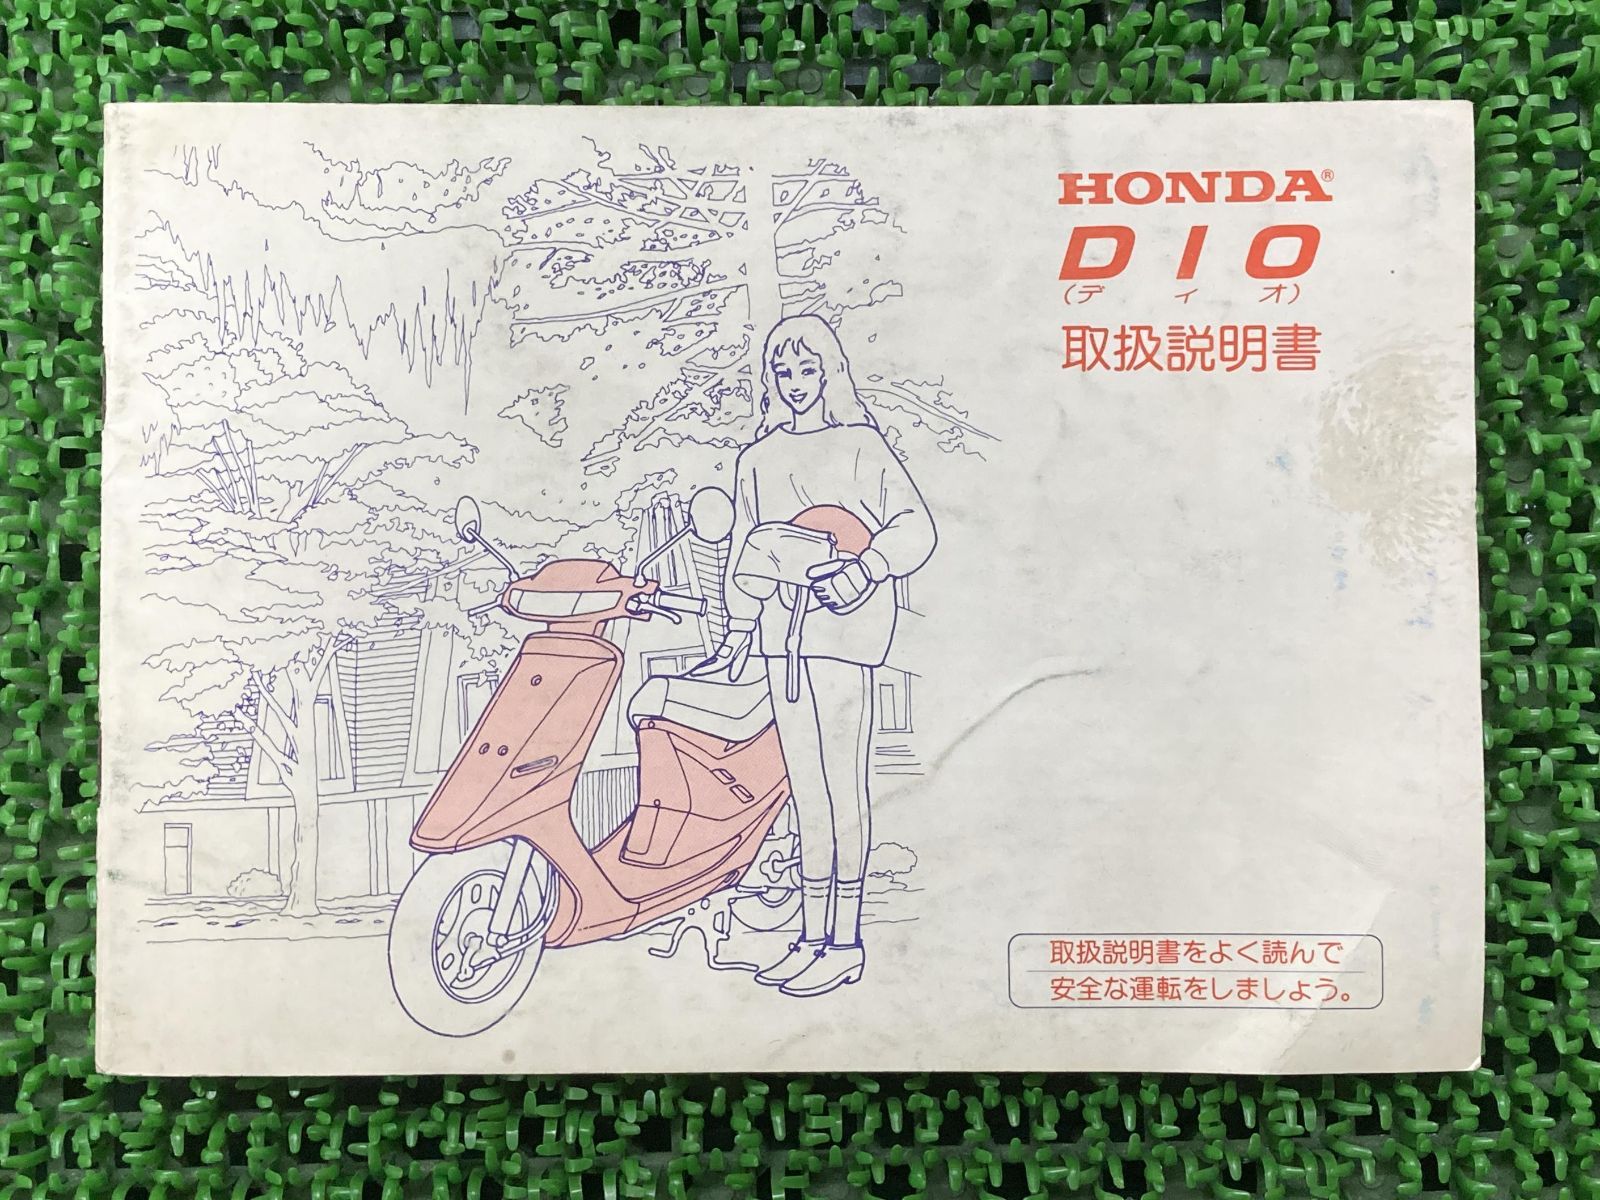 HONDA®
DIO
(ディオ)
取扱説明書
取扱説明書をよく読んで
安全な運転をしましょう。